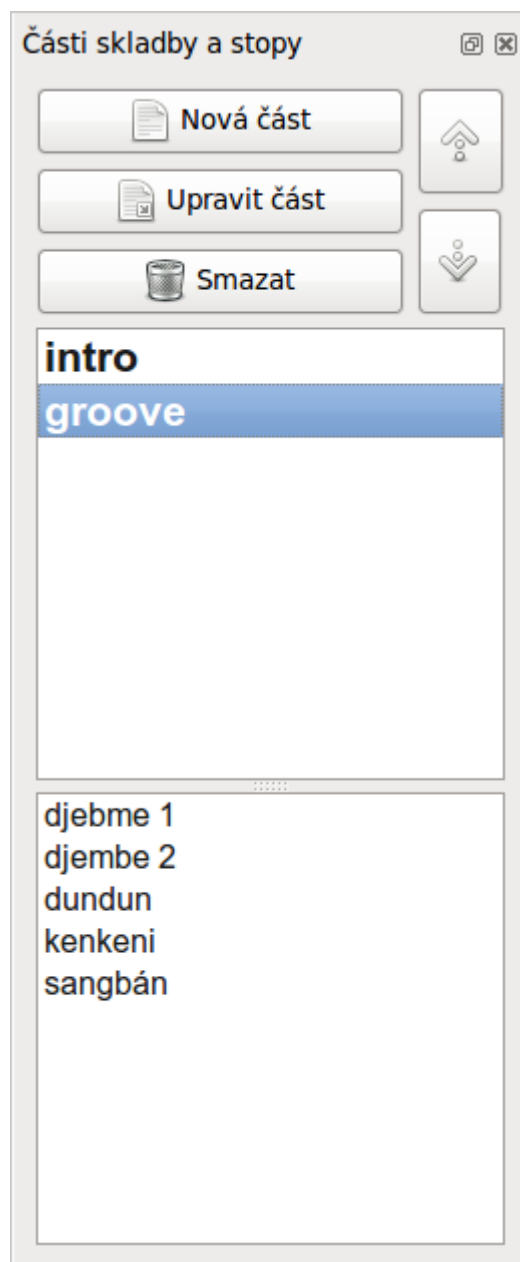 Části skladby a stopy
Nová část
Upravit část
Smazat
intro
groove
djebme 1
djembe 2
dundun
kenkeni
sangbán